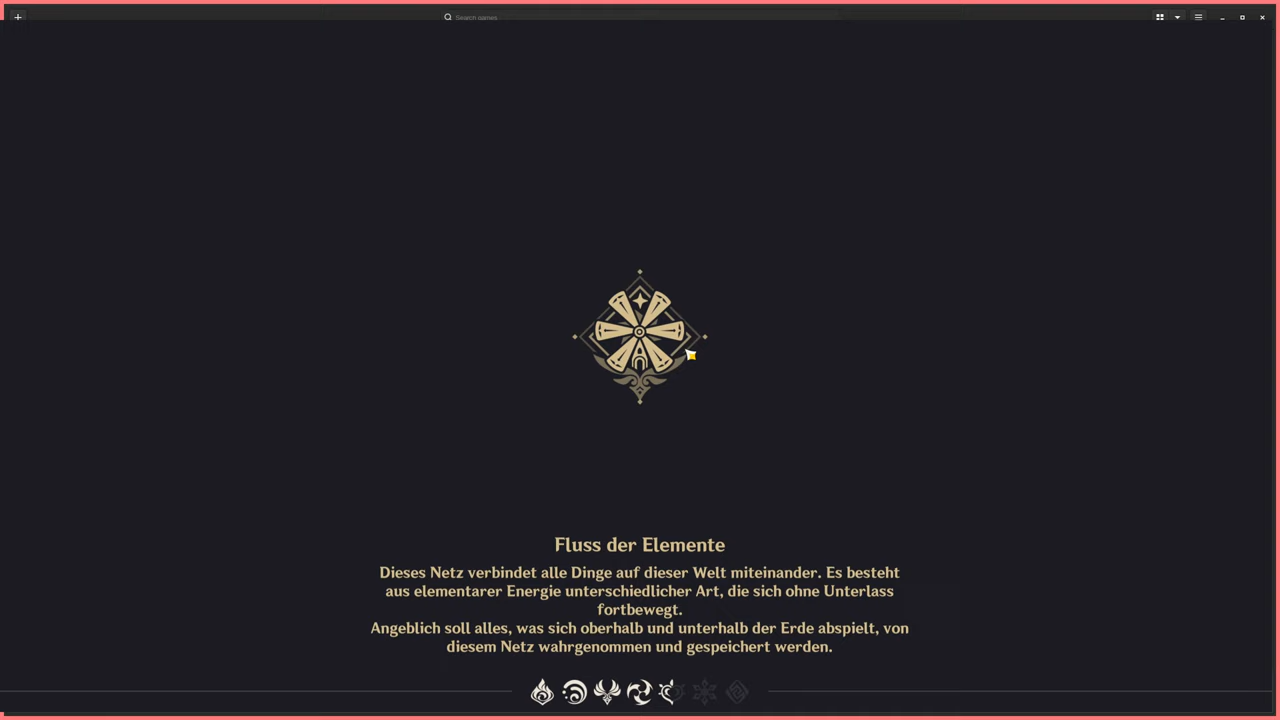 Search names
Fluss der Elemente
Dieses Netz verbindet alle Dinge auf dieser Welt miteinander. Es besteht
aus elementarer Energie unterschiedlicher Art, die sich ohne Unterlass
fortbewegt.
Angeblich soll alles, was sich oberhalb und unterhalb der Erde abspielt, von
diesem Netz wahrgenommen und gespeichert werden.